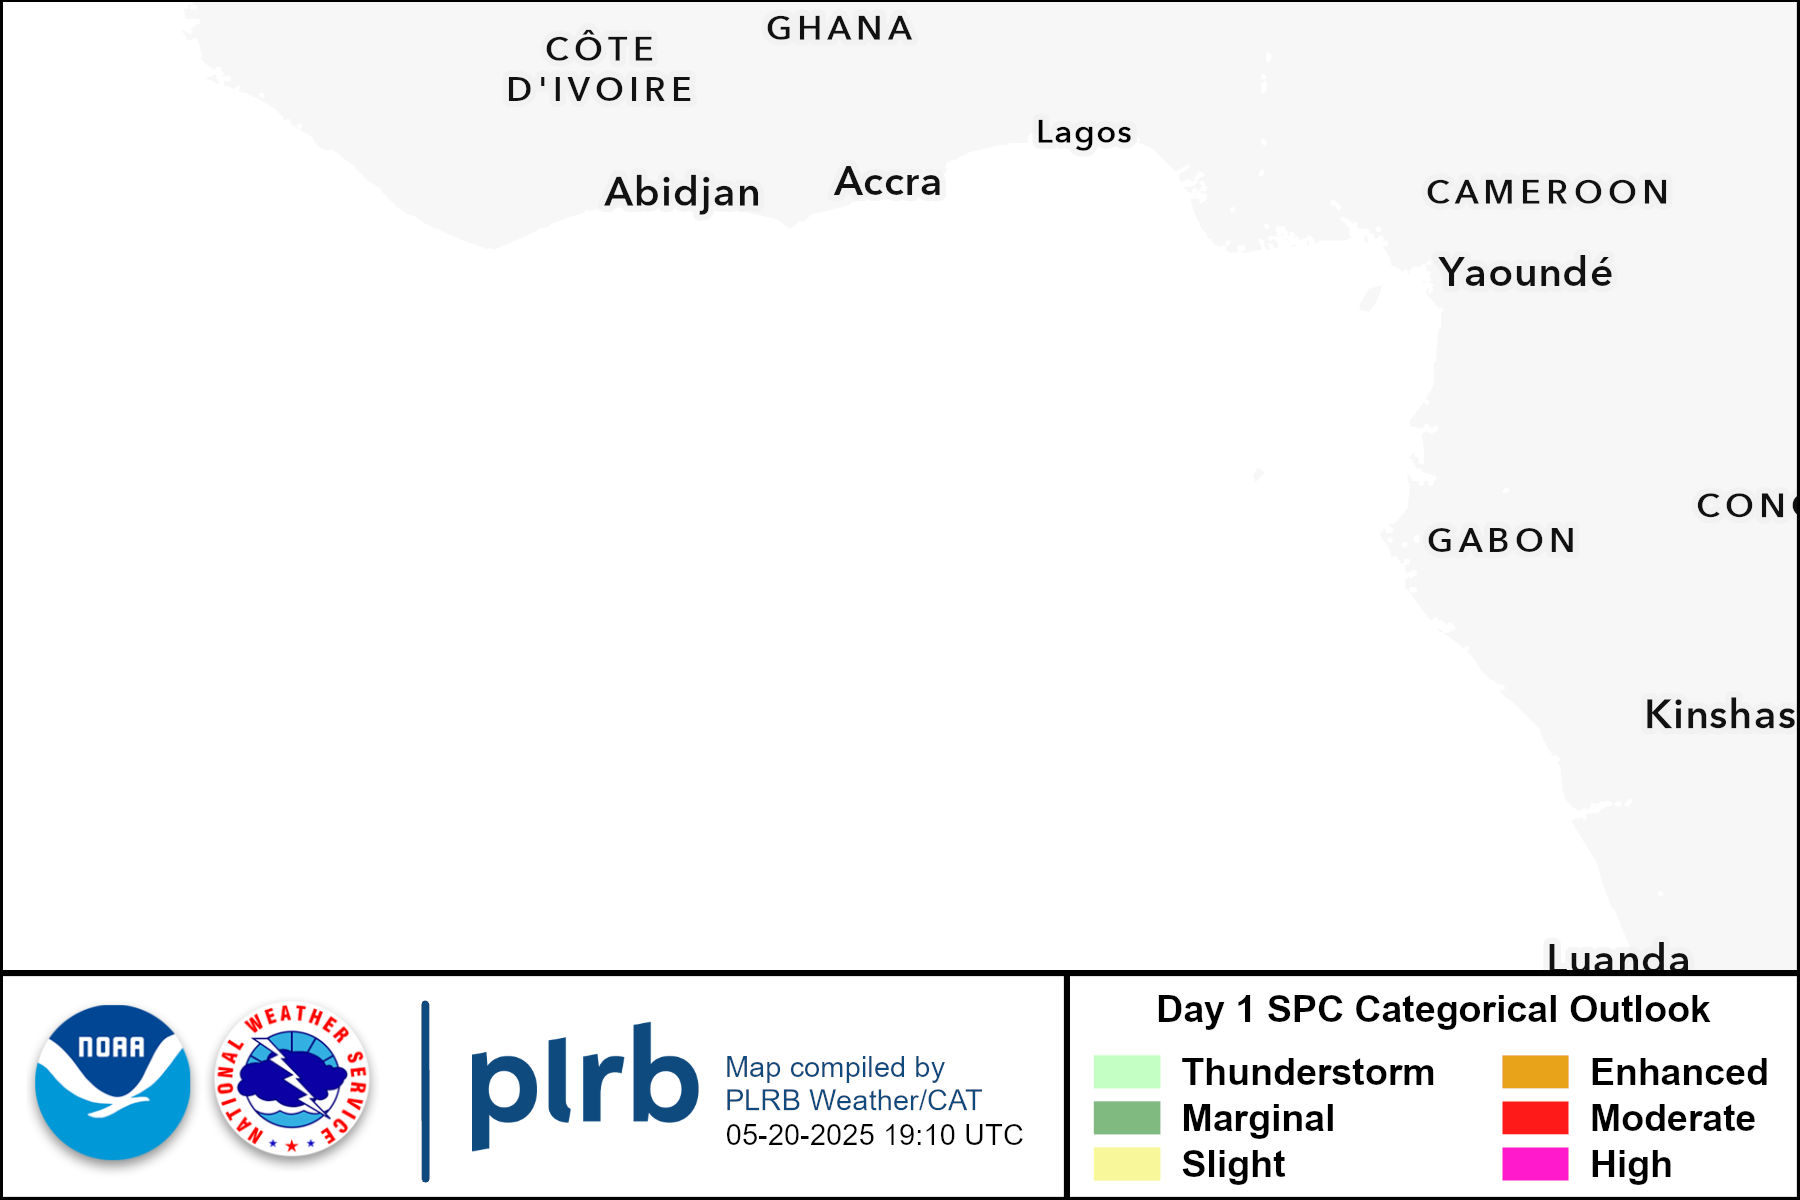 GHANA
CÔTE
D'IVOIRE
Lagos
Abidjan
Accra
CAMEROON
Yaoundé
CON
GABON
Kinshas
Luanda
NOAA
NATIONAL WEATHER SERVICE
plrb
Map compiled by
PLRB Weather/CAT
05-20-2025 19:10 UTC
Day 1 SPC Categorical Outlook
Thunderstorm
Marginal
Slight
Enhanced
Moderate
High